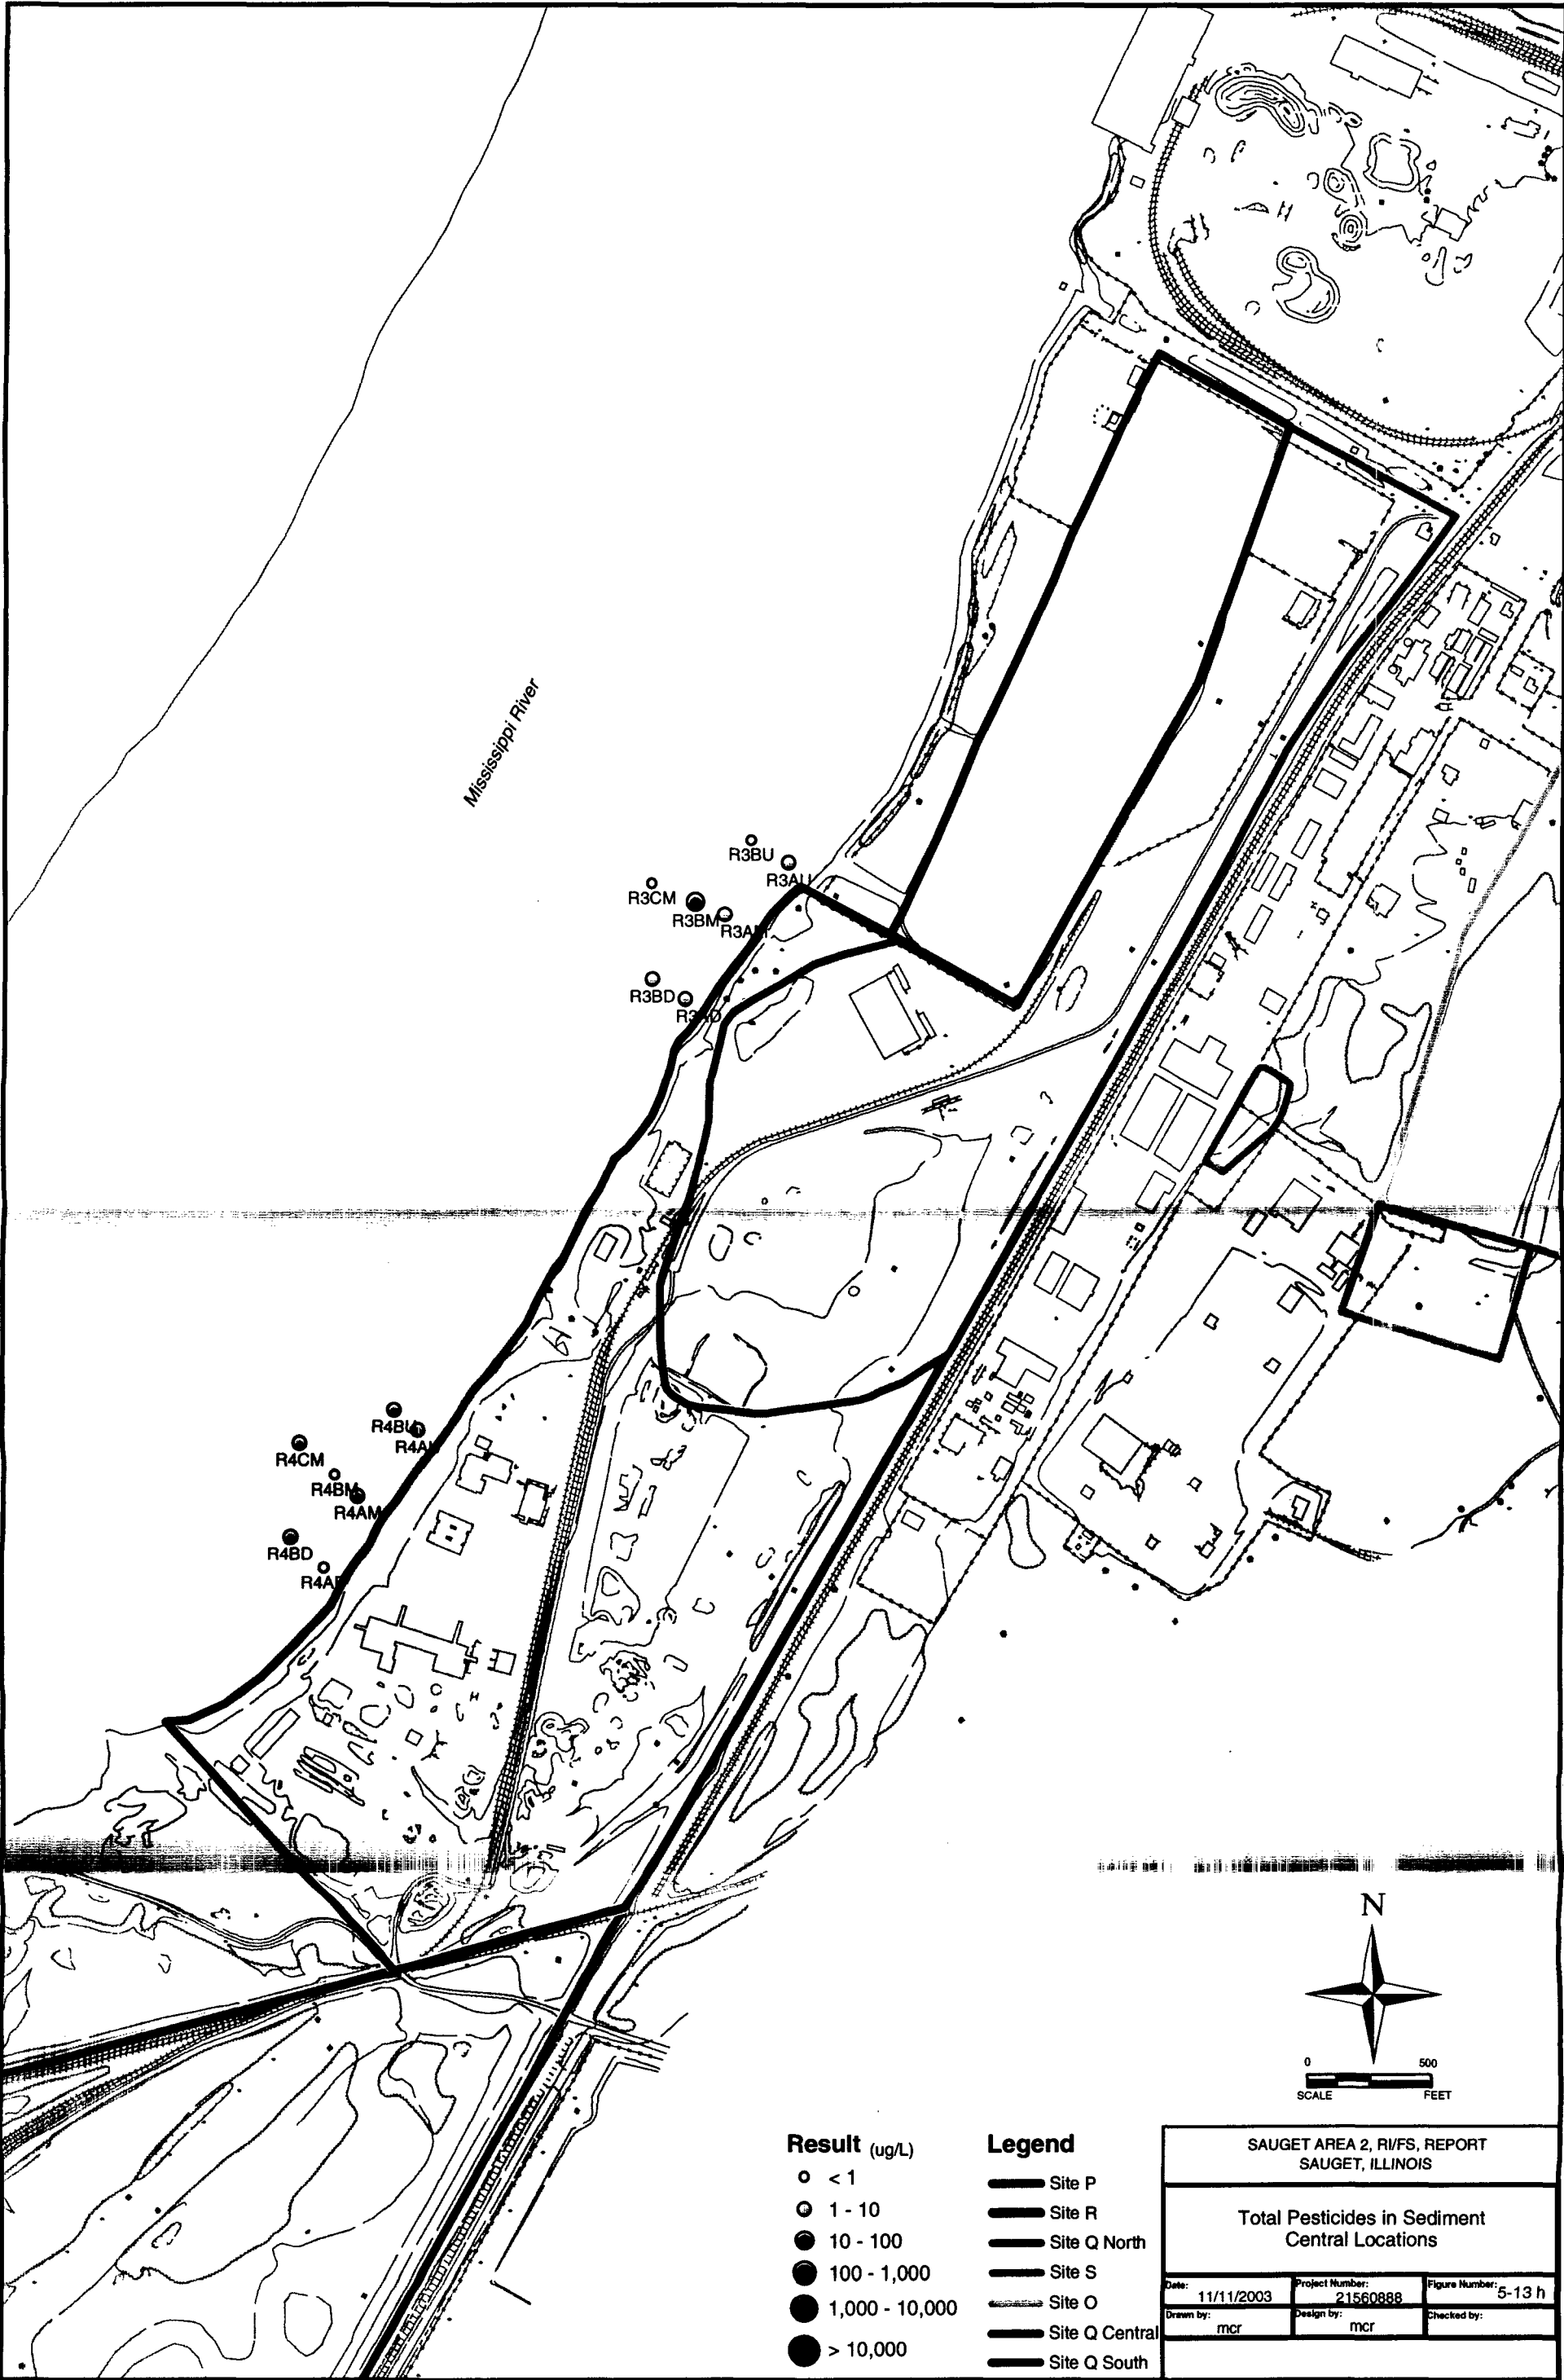 Mississippi River
R3BU
R3AU
R3CM
R3BM
R3AM
R3BD
R3AD
R4BU
R4AU
R4CM
R4BM
R4AM
R4BD
R4AD
N
0 500
SCALE FEET
Result (ug/L)
< 1
1 - 10
10 - 100
100 - 1,000
1,000 - 10,000
> 10,000
Legend
Site P
Site R
Site Q North
Site S
Site O
Site Q Central
Site Q South
SAUGET AREA 2, RI/FS, REPORT
SAUGET, ILLINOIS
Total Pesticides in Sediment
Central Locations
Date: 11/11/2003
Project Number: 21560888
Figure Number: 5-13 h
Drawn by: mcr
Design by: mcr
Checked by: